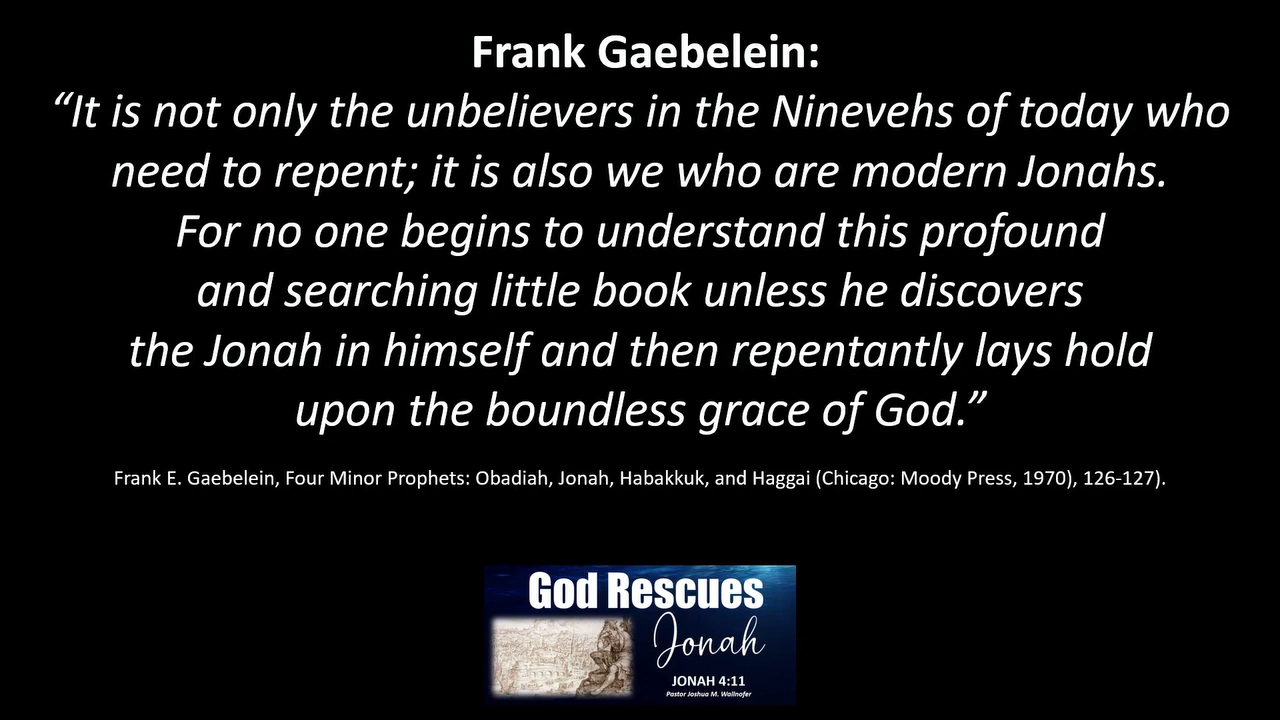 Frank Gaebelein:
“It is not only the unbelievers in the Ninevehs of today who
need to repent; it is also we who are modern Jonahs.
For no one begins to understand this profound
and searching little book unless he discovers
the Jonah in himself and then repentantly lays hold
upon the boundless grace of God.”
Frank E. Gaebelein, Four Minor Prophets: Obadiah, Jonah, Habakkuk, and Haggai (Chicago: Moody Press, 1970), 126-127).
God Rescues
Jonah
JONAH 4:11
Pastor Joshua M. Wallnofer